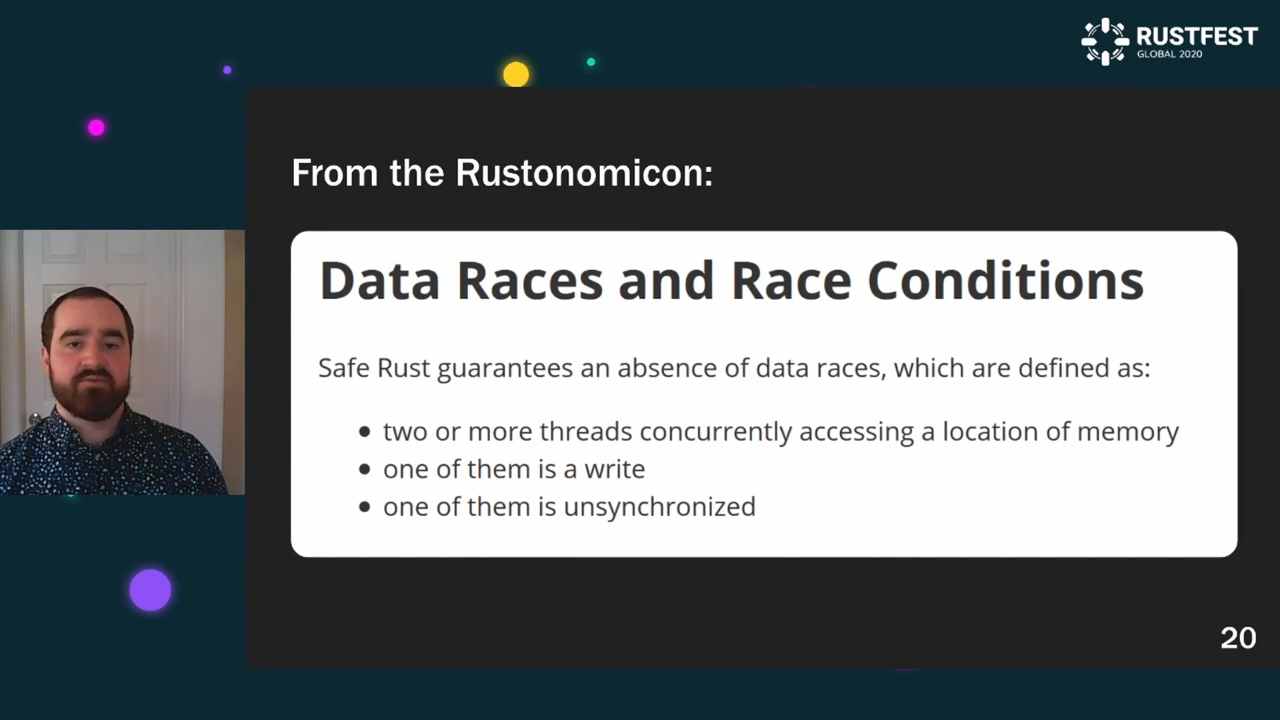 RUSTFEST
GLOBAL 2020
From the Rustonomicon:
Data Races and Race Conditions
Safe Rust guarantees an absence of data races, which are defined as:
• two or more threads concurrently accessing a location of memory
• one of them is a write
• one of them is unsynchronized
20